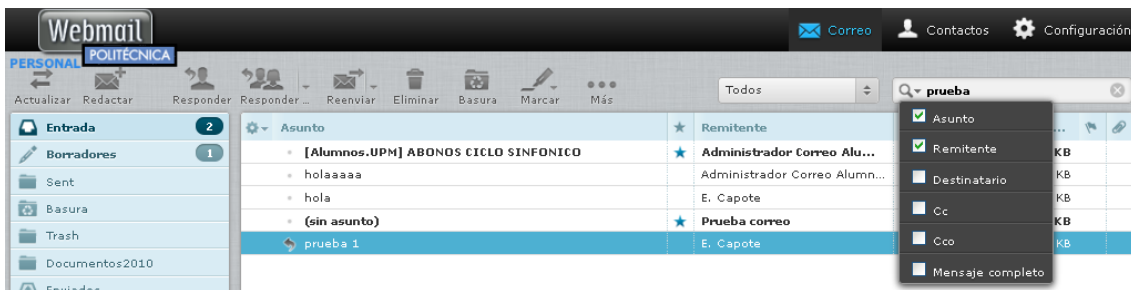 Webmail
POLITÉCNICA
PERSONAL
Correo Contactos Configuración
Actualizar Redactar Responder Responder ... Reenviar Eliminar Basura Marcar Más
Todos
prueba
Entrada 2
Borradores 1
Sent
Basura
Trash
Documentos2010
Enviados
Asunto Remitente ...
[Alumnos.UPM] ABONOS CICLO SINFONICO Administrador Correo Alu... KB
holaaaaa Administrador Correo Alumn... KB
hola E. Capote KB
(sin asunto) Prueba correo KB
prueba 1 E. Capote KB
Asunto
Remitente
Destinatario
Cc
Cco
Mensaje completo